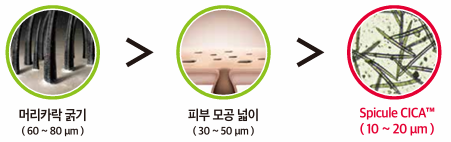 머리카락 굵기
( 60 ~ 80 μm )
>
피부 모공 넓이
( 30 ~ 50 μm )
>
Spicule CICA™
( 10 ~ 20 μm )